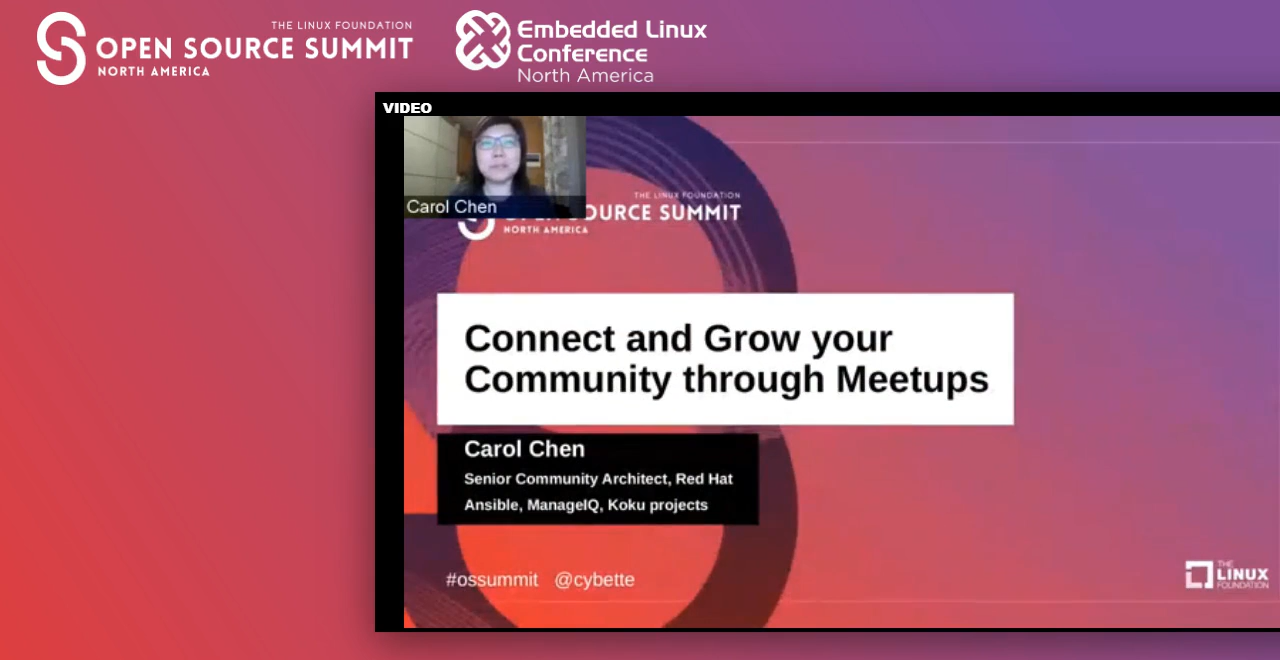 THE LINUX FOUNDATION
OPEN SOURCE SUMMIT
NORTH AMERICA
Embedded Linux
Conference
North America
VIDEO
Carol Chen
THE LINUX FOUNDATION
SOURCE SUMMIT
NORTH AMERICA
Connect and Grow your
Community through Meetups
Carol Chen
Senior Community Architect, Red Hat
Ansible, ManageIQ, Koku projects
#ossummit @cybette
THE
LINUX
FOUNDATION